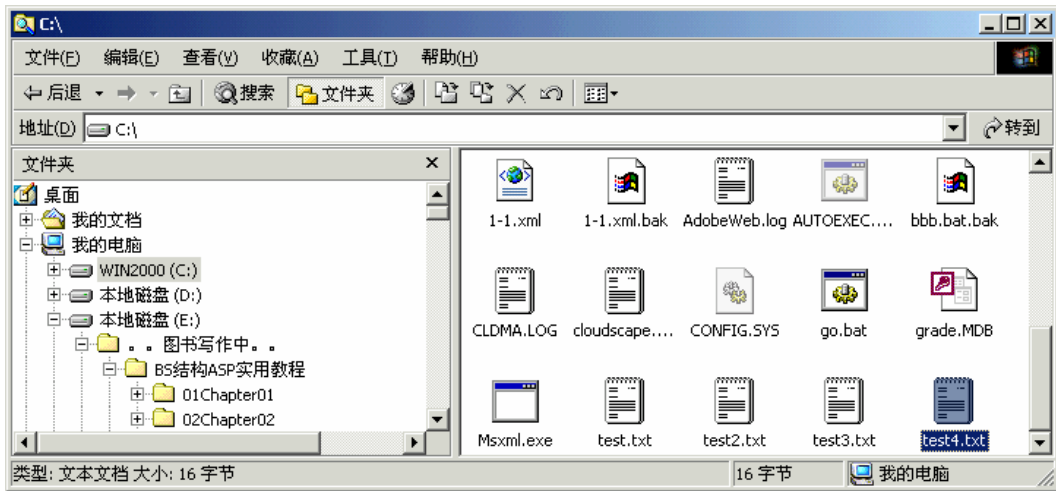 C:\
文件(F) 编辑(E) 查看(V) 收藏(A) 工具(T) 帮助(H)
后退 搜索 文件夹
地址(D) C:\ 转到
文件夹
桌面
我的文档
我的电脑
WIN2000 (C:)
本地磁盘 (D:)
本地磁盘 (E:)
。。图书写作中。。
BS结构ASP实用教程
01Chapter01
02Chapter02
1-1.xml 1-1.xml.bak AdobeWeb.log AUTOEXEC.... bbb.bat.bak
CLDMA.LOG cloudscape.... CONFIG.SYS go.bat grade.MDB
Msxml.exe test.txt test2.txt test3.txt test4.txt
类型: 文本文档 大小: 16 字节 16 字节 我的电脑